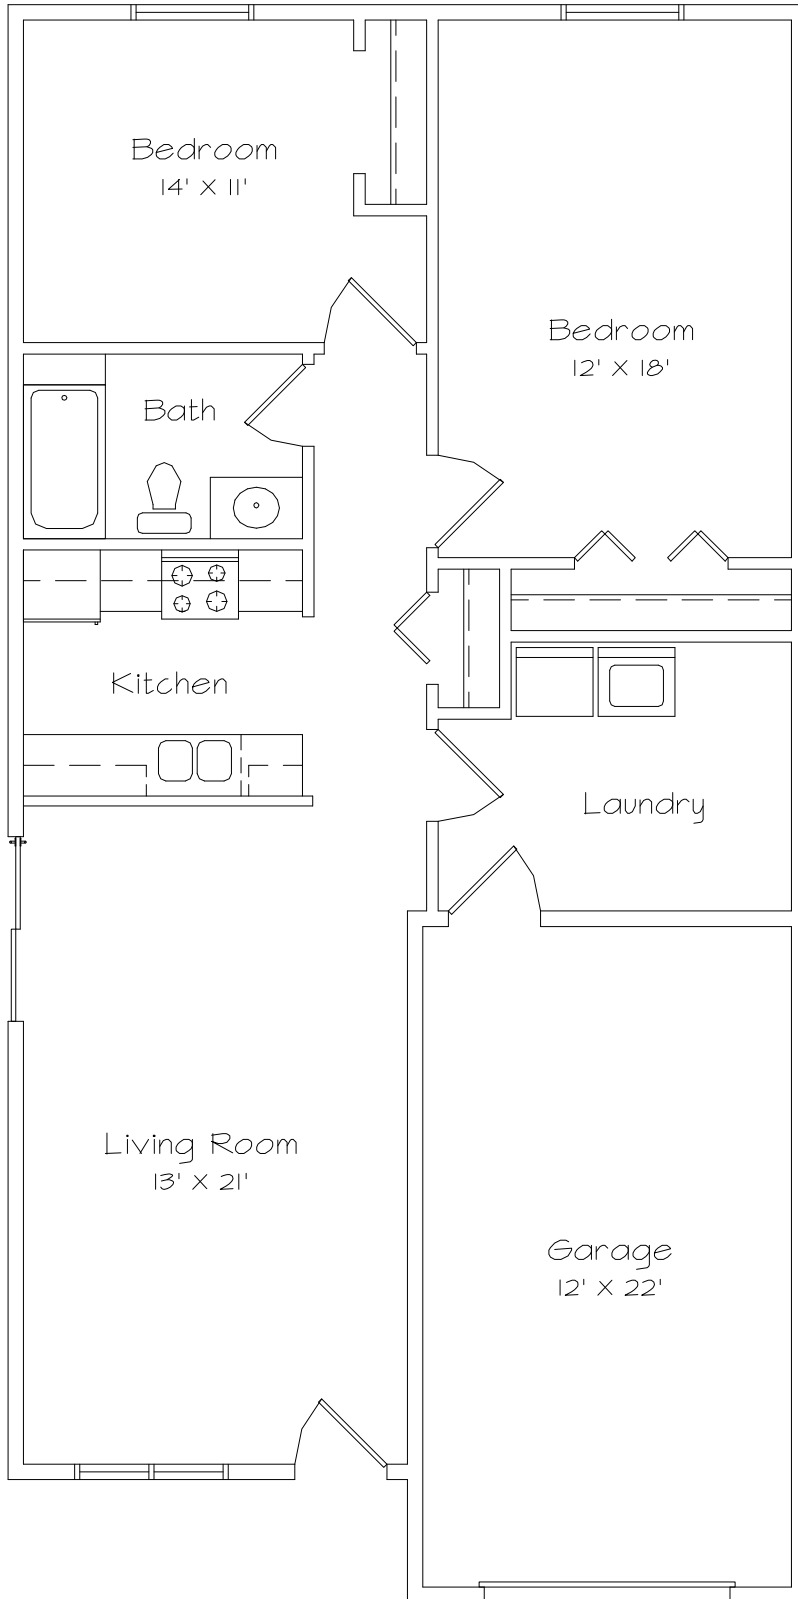 Bedroom
14' X 11'
Bedroom
12' X 18'
Bath
Kitchen
Laundry
Living Room
13' X 21'
Garage
12' X 22'